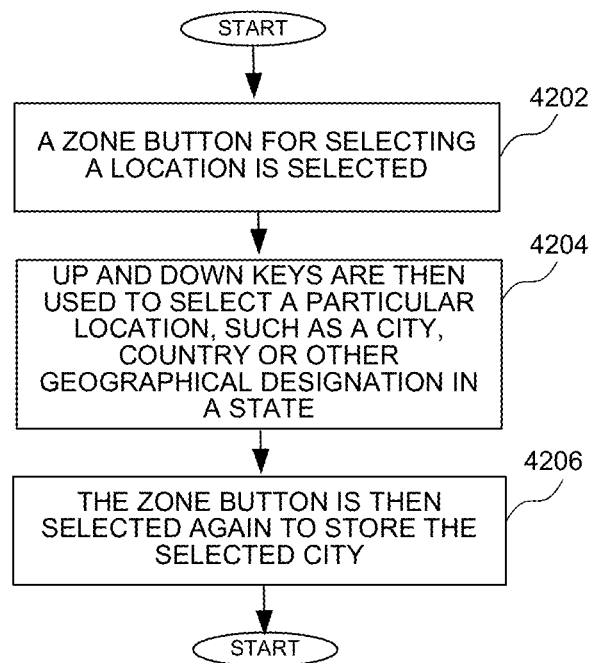 START
4202
A ZONE BUTTON FOR SELECTING
A LOCATION IS SELECTED
4204
UP AND DOWN KEYS ARE THEN
USED TO SELECT A PARTICULAR
LOCATION, SUCH AS A CITY,
COUNTRY OR OTHER
GEOGRAPHICAL DESIGNATION IN
A STATE
4206
THE ZONE BUTTON IS THEN
SELECTED AGAIN TO STORE THE
SELECTED CITY
START